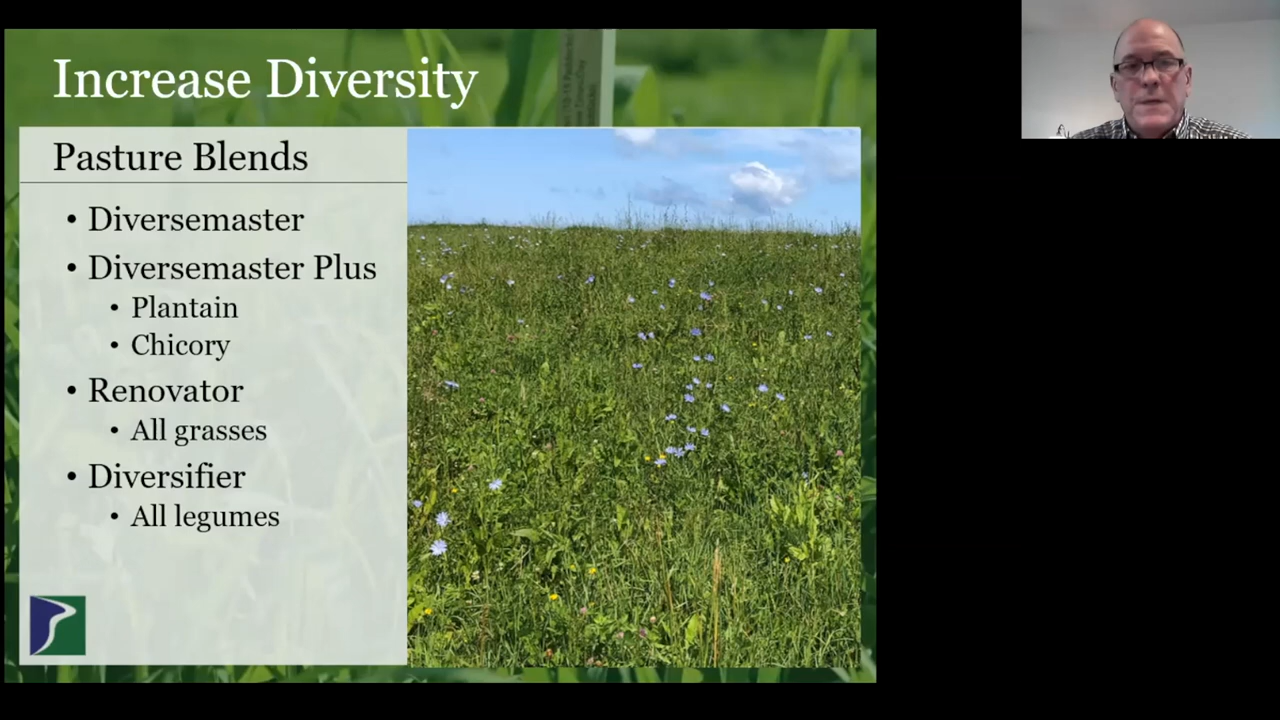 Increase Diversity
Pasture Blends
• Diversemaster
• Diversemaster Plus
• Plantain
• Chicory
• Renovator
• All grasses
• Diversifier
• All legumes